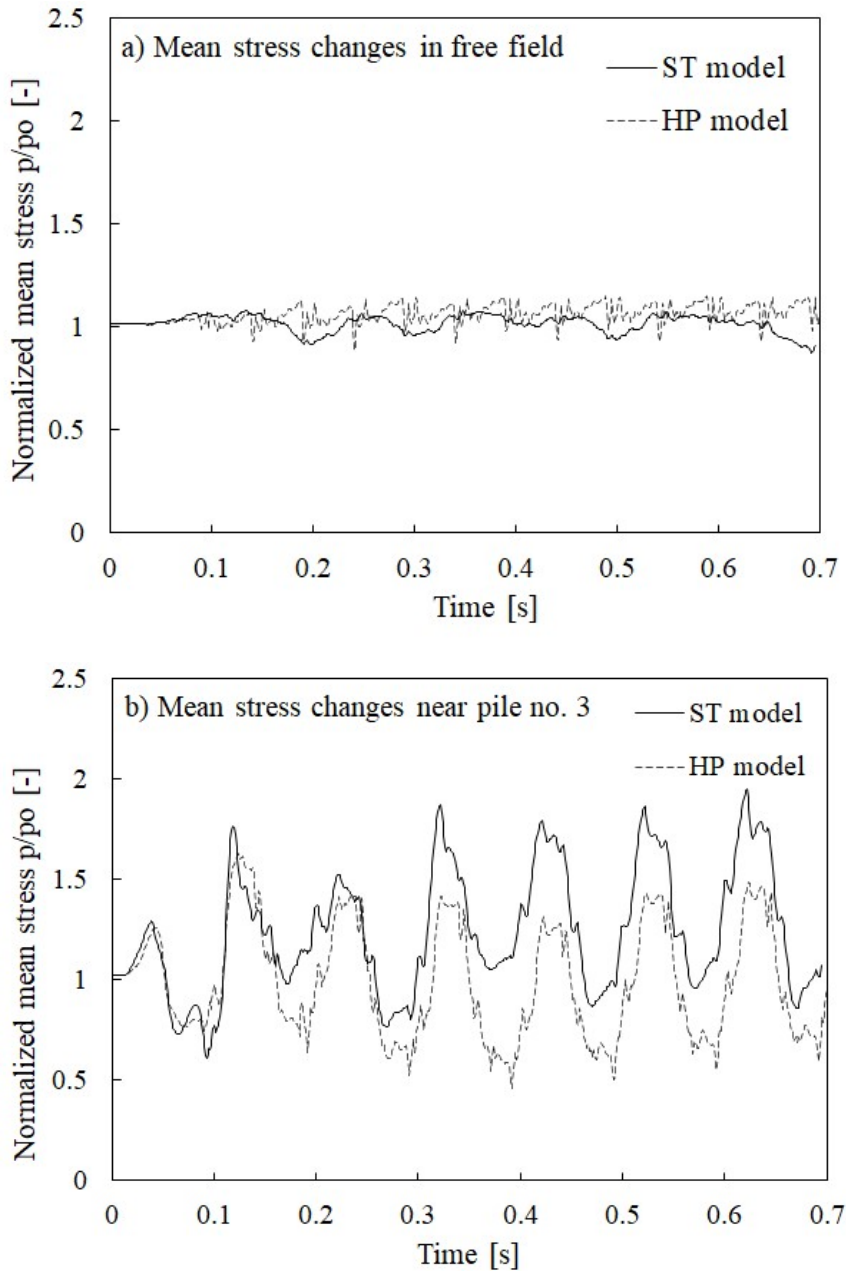 2.5
a) Mean stress changes in free field
ST model
2
HP model
1.5
1
0.5
0
0 0.1 0.2 0.3 0.4 0.5 0.6 0.7
Normalized mean stress p/po [-]
Time [s]
2.5
b) Mean stress changes near pile no. 3
ST model
2
HP model
1.5
1
0.5
0
0 0.1 0.2 0.3 0.4 0.5 0.6 0.7
Normalized mean stress p/po [-]
Time [s]